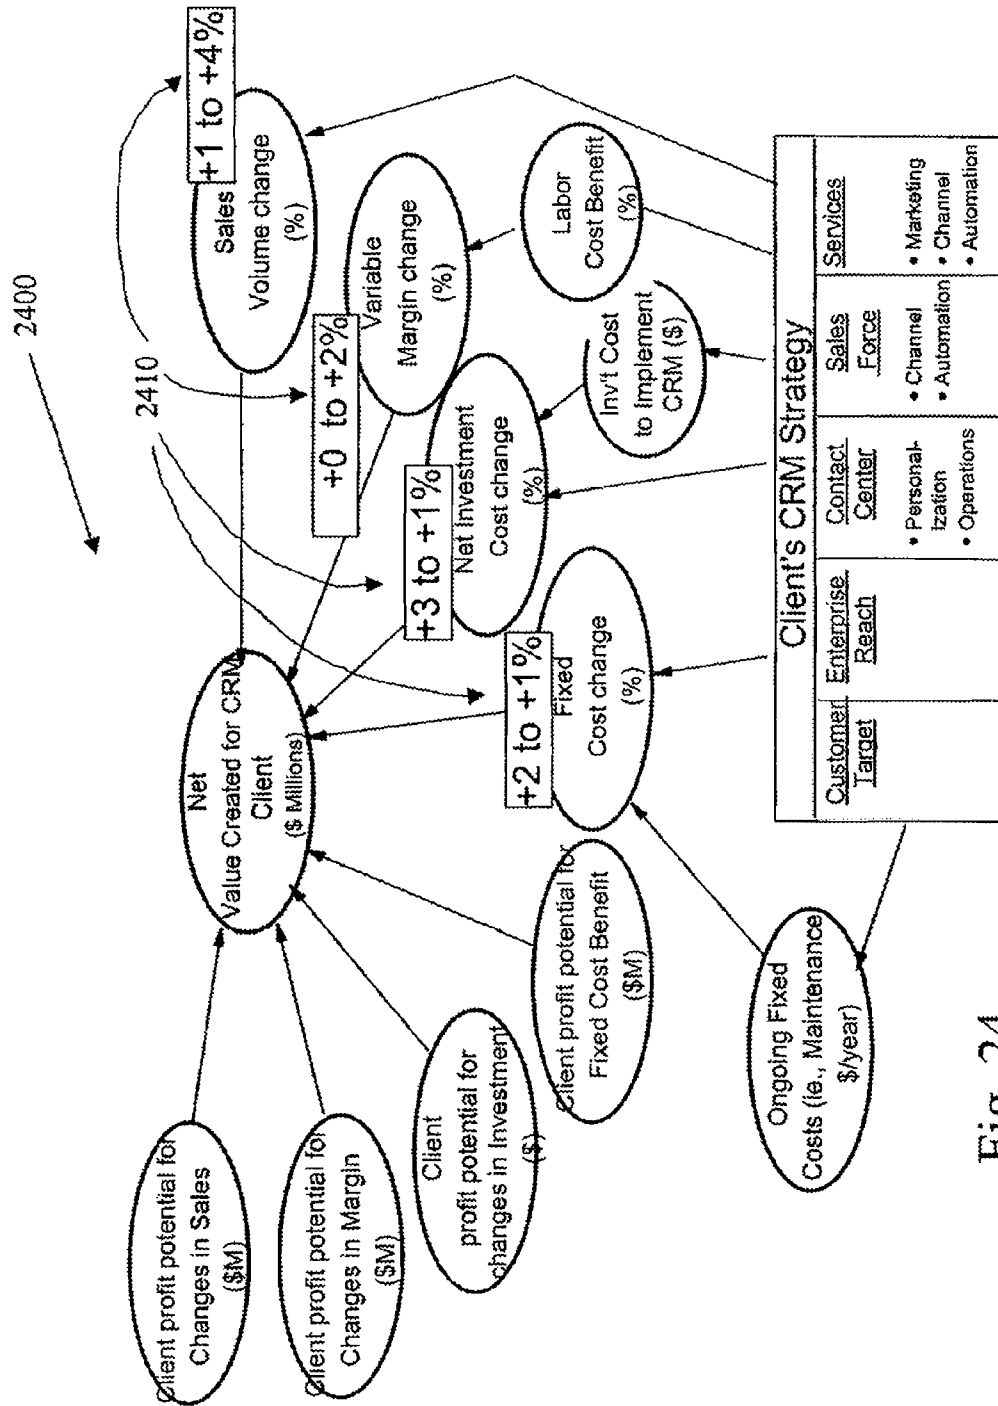 2400
2410
+1 to +4%
Sales
Volume change
(%)
+0 to +2%
Variable
Margin change
(%)
+3 to +1%
Net Investment
Cost change
(%)
+2 to +1%
Fixed
Cost change
(%)
Labor
Cost Benefit
(%)
Inv't Cost
to Implement
CRM ($)
Net
Value Created for CRM
Client
($ Millions)
Client profit potential for
Changes in Sales
($M)
Client profit potential for
Changes in Margin
($M)
Client
profit potential for
changes in Investment
($)
Client profit potential for
Fixed Cost Benefit
($M)
Ongoing Fixed
Costs (ie., Maintenance
$/year)
Client's CRM Strategy
Customer
Target
Enterprise
Reach
Contact
Center
• Personal-
ization
• Operations
Sales
Force
• Channel
• Automation
Services
• Marketing
• Channel
• Automation
Fig. 24